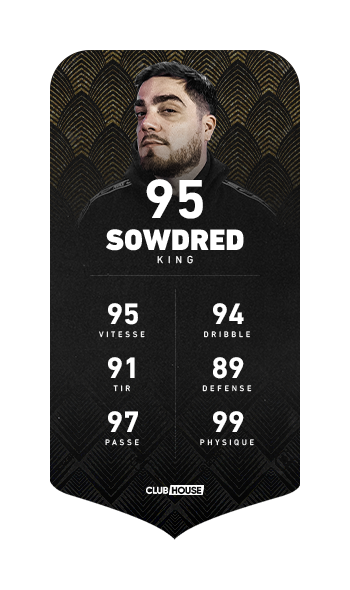 95
SOWDRED
KING
95 94
VITESSE DRIBBLE
91 89
TIR DEFENSE
97 99
PASSE PHYSIQUE
CLUB HOUSE